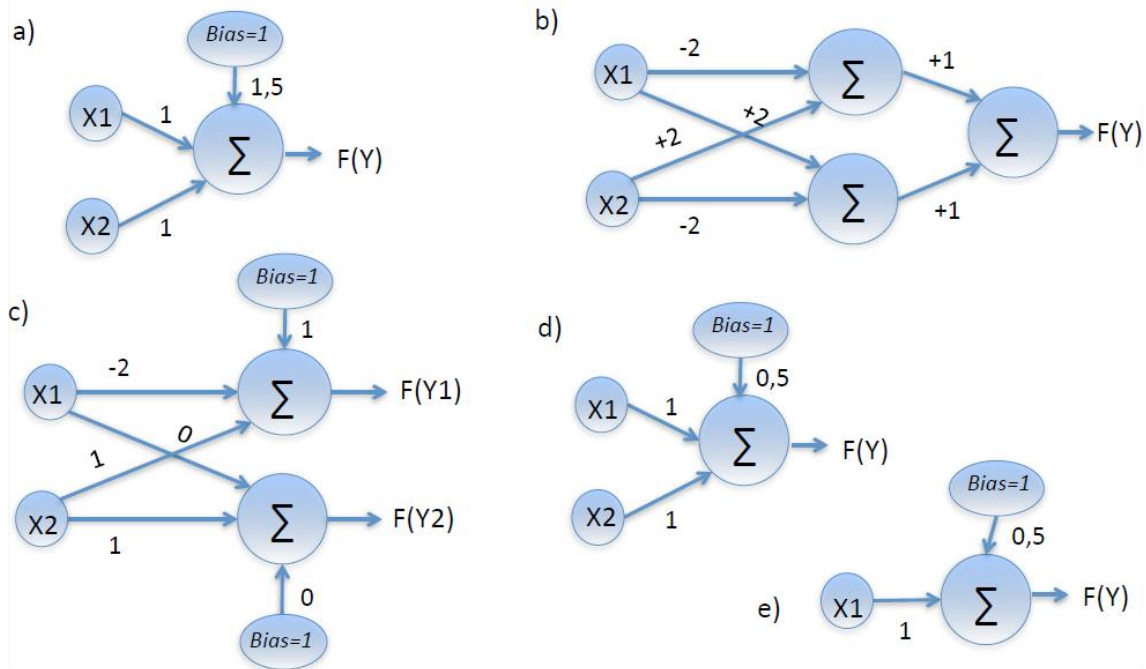 a)
Bias=1
1,5
X1
1
∑
F(Y)
X2
1
b)
X1
-2
∑
+1
+2
+2
∑
F(Y)
X2
-2
∑
+1
c)
Bias=1
1
X1
-2
∑
F(Y1)
0
1
X2
1
∑
F(Y2)
0
Bias=1
d)
Bias=1
0,5
X1
1
∑
F(Y)
X2
1
e)
Bias=1
0,5
X1
1
∑
F(Y)